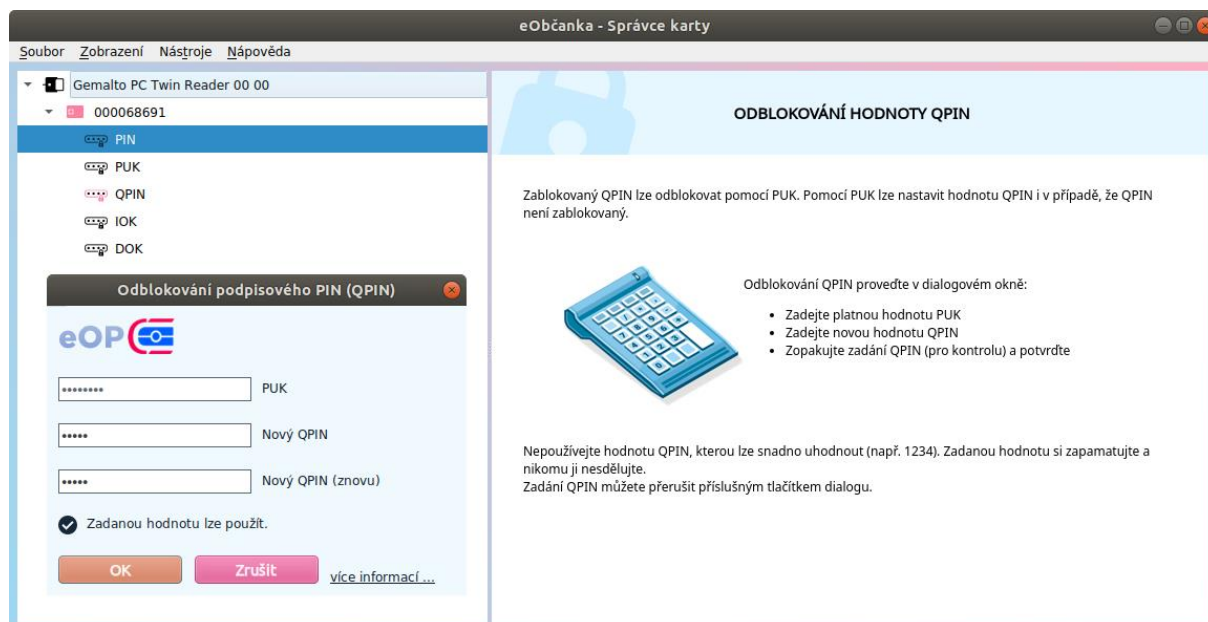 eObčanka - Správce karty
Soubor Zobrazení Nástroje Nápověda
Gemalto PC Twin Reader 00 00
000068691
PIN
PUK
QPIN
IOK
DOK
Odblokování podpisového PIN (QPIN)
eOP
•••••••• PUK
••••• Nový QPIN
••••• Nový QPIN (znovu)
Zadanou hodnotu lze použít.
OK Zrušit více informací ...
ODBLOKOVÁNÍ HODNOTY QPIN
Zablokovaný QPIN lze odblokovat pomocí PUK. Pomocí PUK lze nastavit hodnotu QPIN i v případě, že QPIN
není zablokovaný.
Odblokování QPIN proveďte v dialogovém okně:
• Zadejte platnou hodnotu PUK
• Zadejte novou hodnotu QPIN
• Zopakujte zadání QPIN (pro kontrolu) a potvrďte
Nepoužívejte hodnotu QPIN, kterou lze snadno uhodnout (např. 1234). Zadanou hodnotu si zapamatujte a
nikomu ji nesdělujte.
Zadání QPIN můžete přerušit příslušným tlačítkem dialogu.